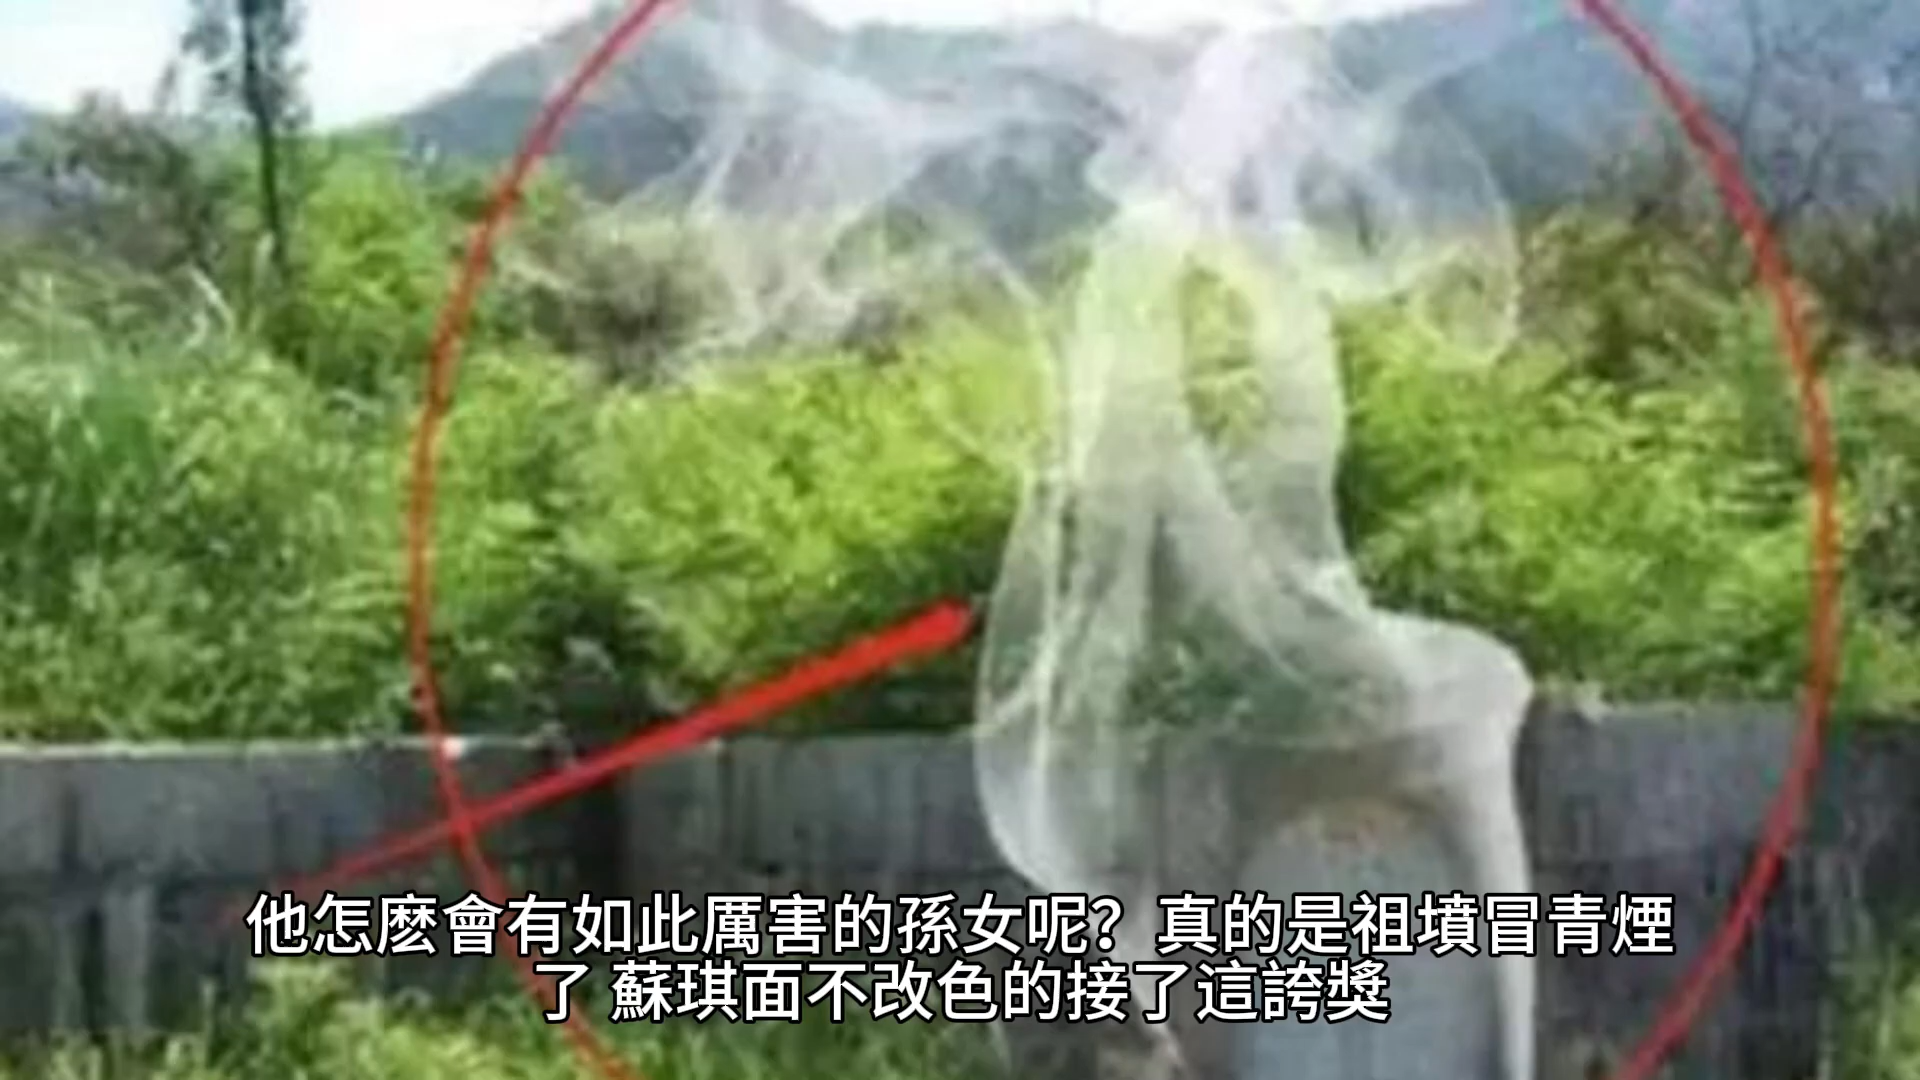 他怎麽會有如此厲害的孫女呢？真的是祖墳冒青煙
了 蘇琪面不改色的接了這誇獎